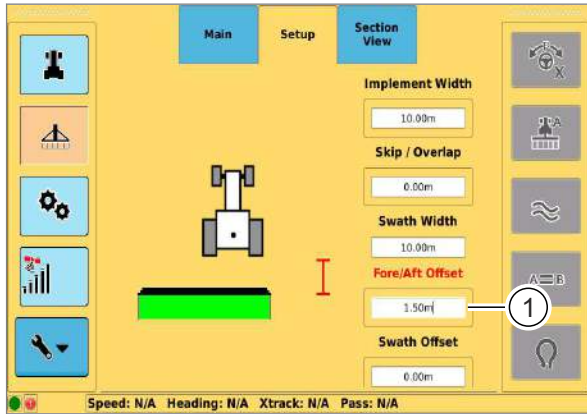 Main
Setup
Section
View
X
A
Implement Width
10.00m
Skip / Overlap
0.00m
Swath Width
10.00m
Fore/Aft Offset
A=B
1.50m
1
Swath Offset
0.00m
Speed: N/A Heading: N/A Xtrack: N/A Pass: N/A